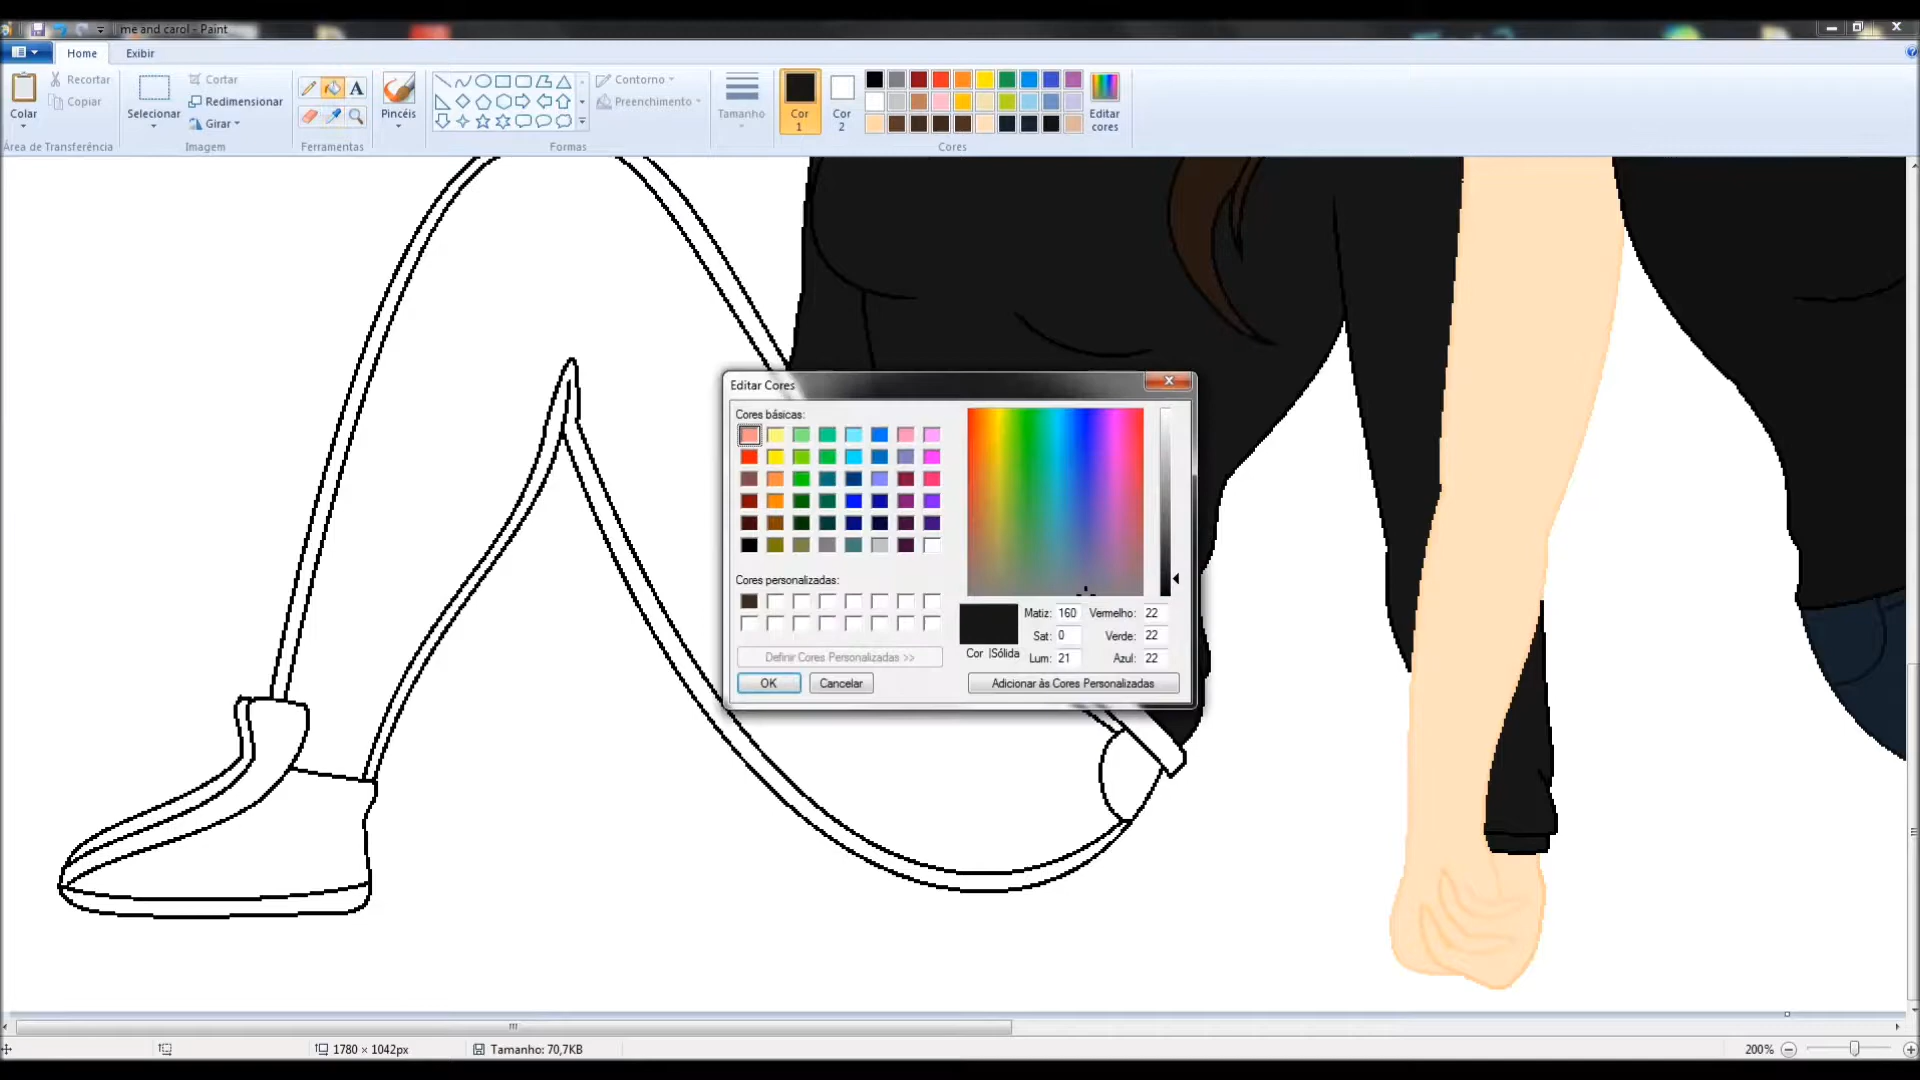 me and carol - Paint
Home Exibir
Colar
Recortar
Copiar
Área de Transferência
Selecionar
Cortar
Redimensionar
Girar
Imagem
A
Ferramentas
Pincéis
Contorno
Preenchimento
Formas
Tamanho
Cor
1
Cor
2
Editar
cores
Cores
Editar Cores
Cores básicas:
Cores personalizadas:
Definir Cores Personalizadas >>
OK Cancelar
Matiz: 160 Vermelho: 22
Sat: 0 Verde: 22
Cor |Sólida Lum: 21 Azul: 22
Adicionar às Cores Personalizadas
1780 × 1042px Tamanho: 70,7KB 200%